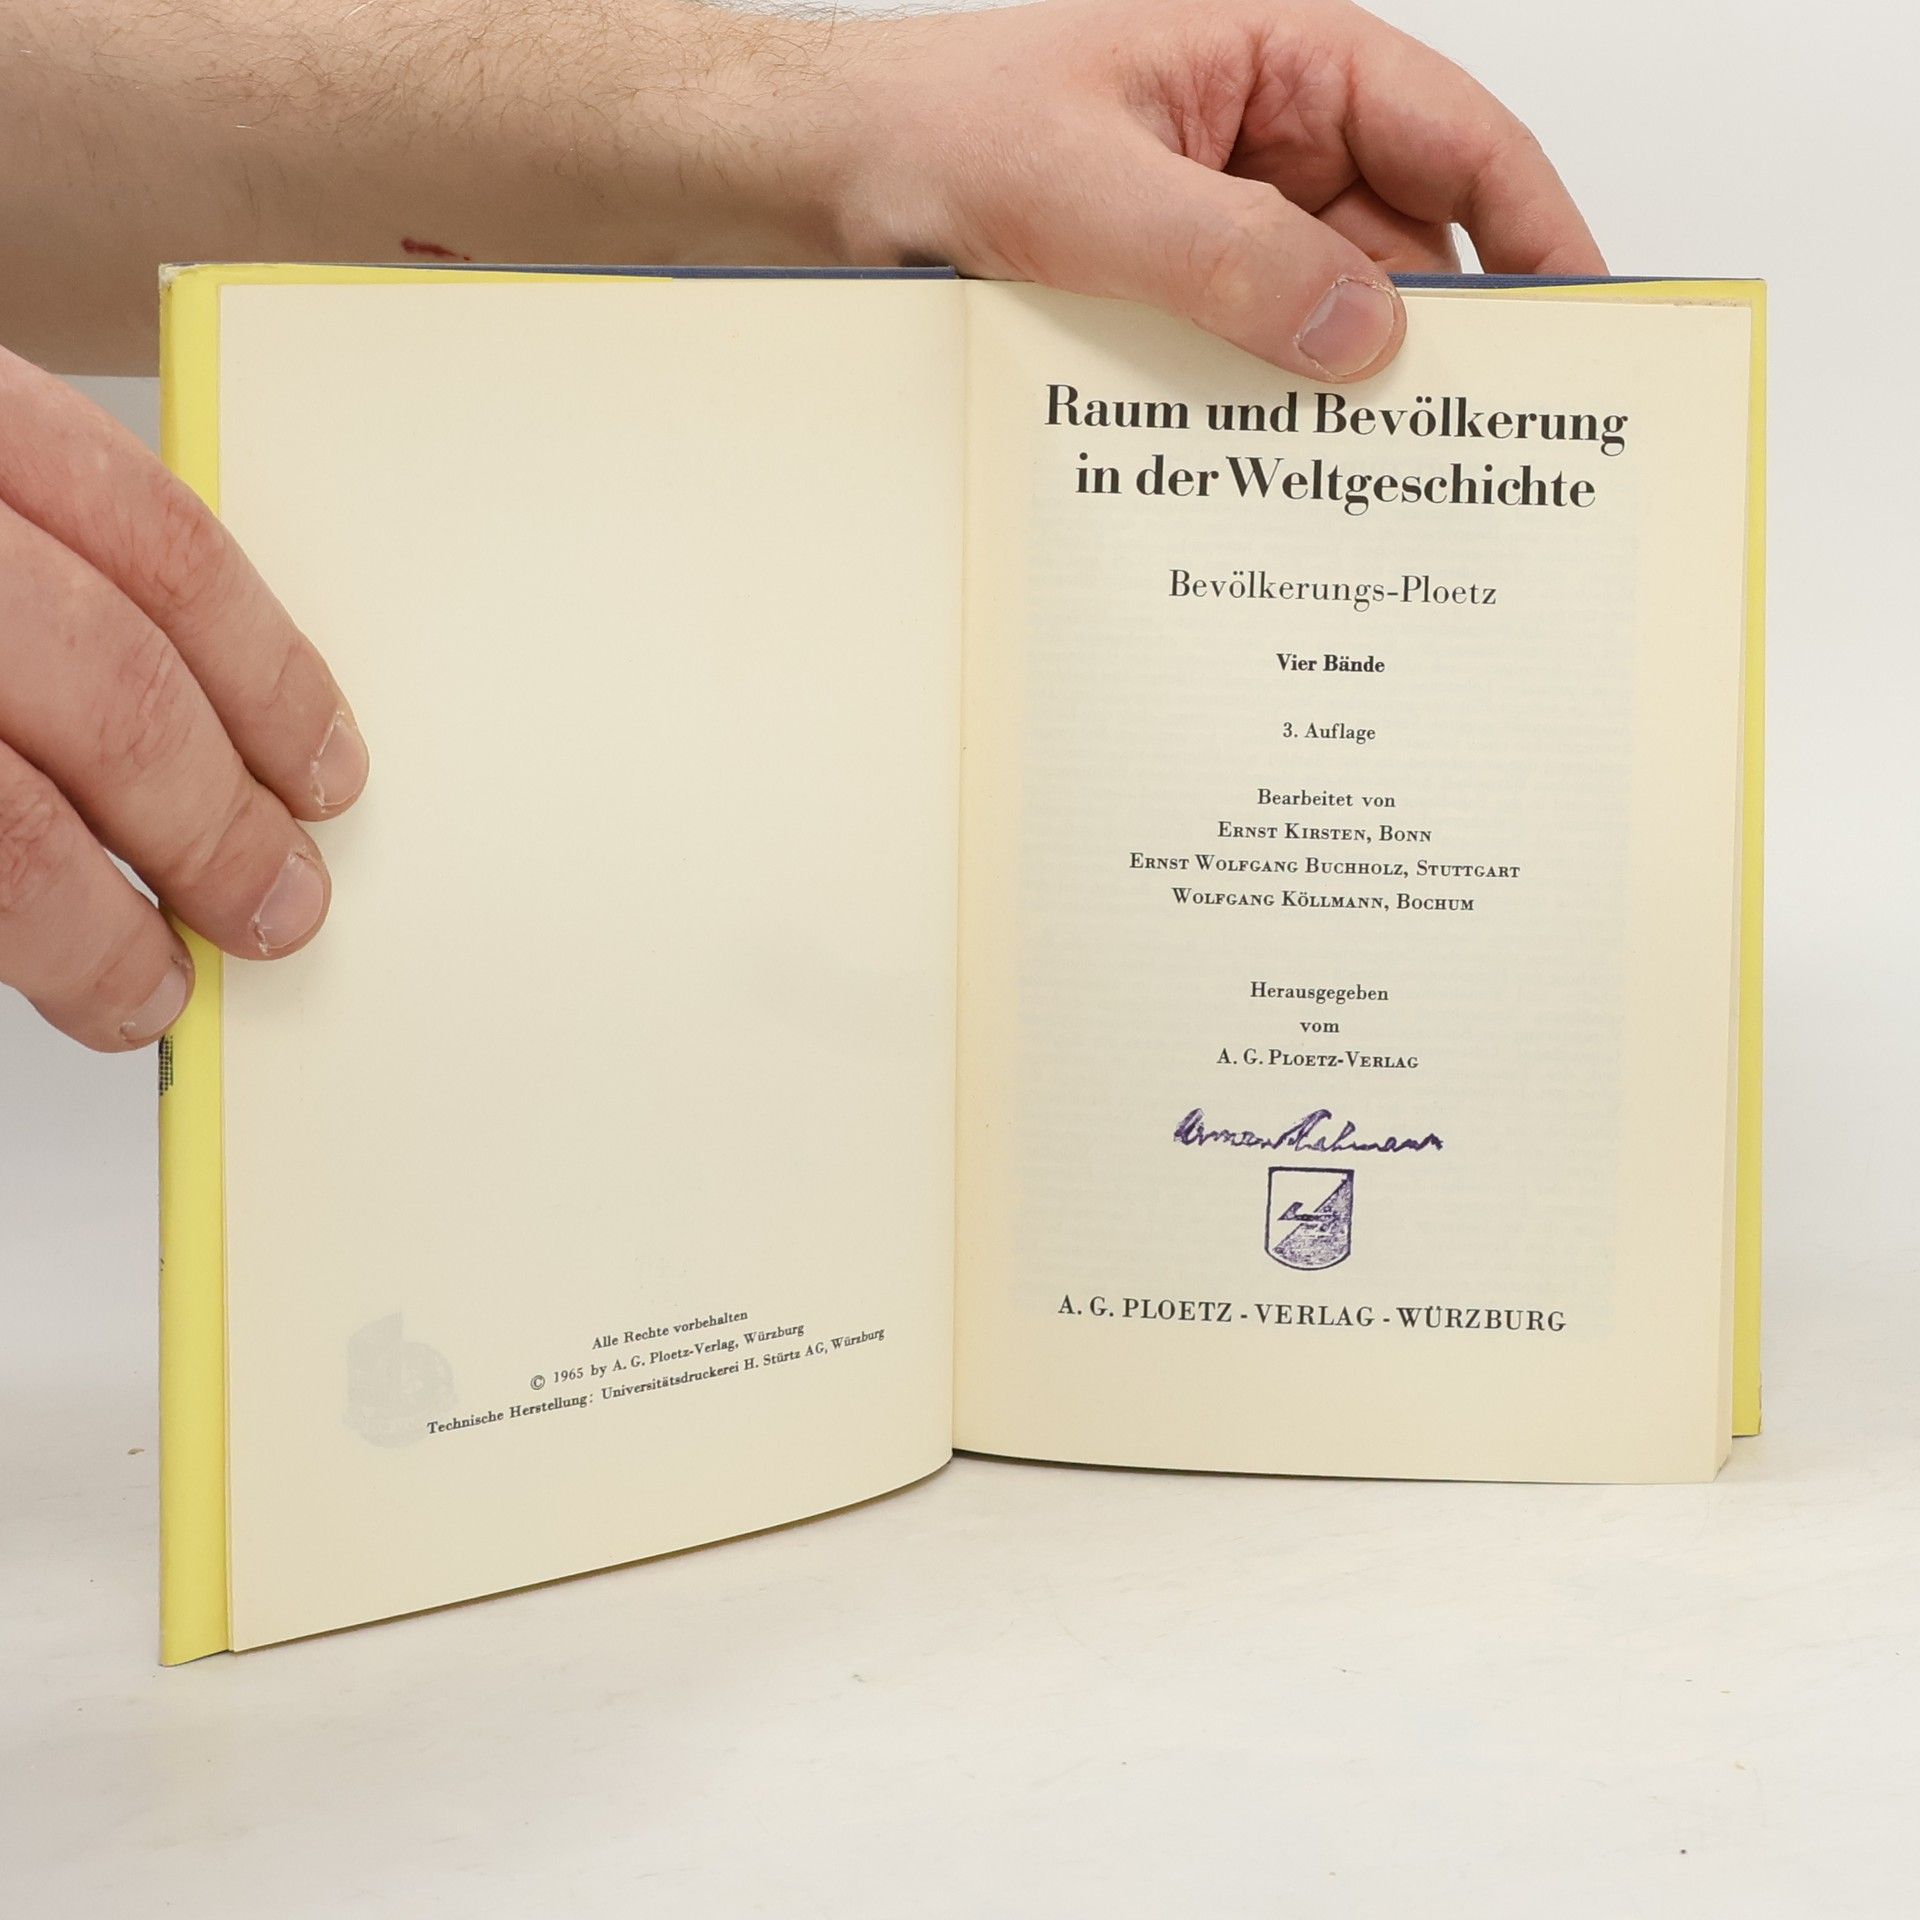 Alle Rechte vorbehalten
© 1965 by A. G. Ploetz-Verlag, Würzburg
Technische Herstellung: Universitätsdruckerei H. Stürtz AG, Würzburg
Raum und Bevölkerung
in der Weltgeschichte
Bevölkerungs-Ploetz
Vier Bände
3. Auflage
Bearbeitet von
ERNST KIRSTEN, BONN
ERNST WOLFGANG BUCHHOLZ, STUTTGART
WOLFGANG KÖLLMANN, BOCHUM
Herausgegeben
vom
A. G. PLOETZ-VERLAG
A. G. PLOETZ - VERLAG - WÜRZBURG